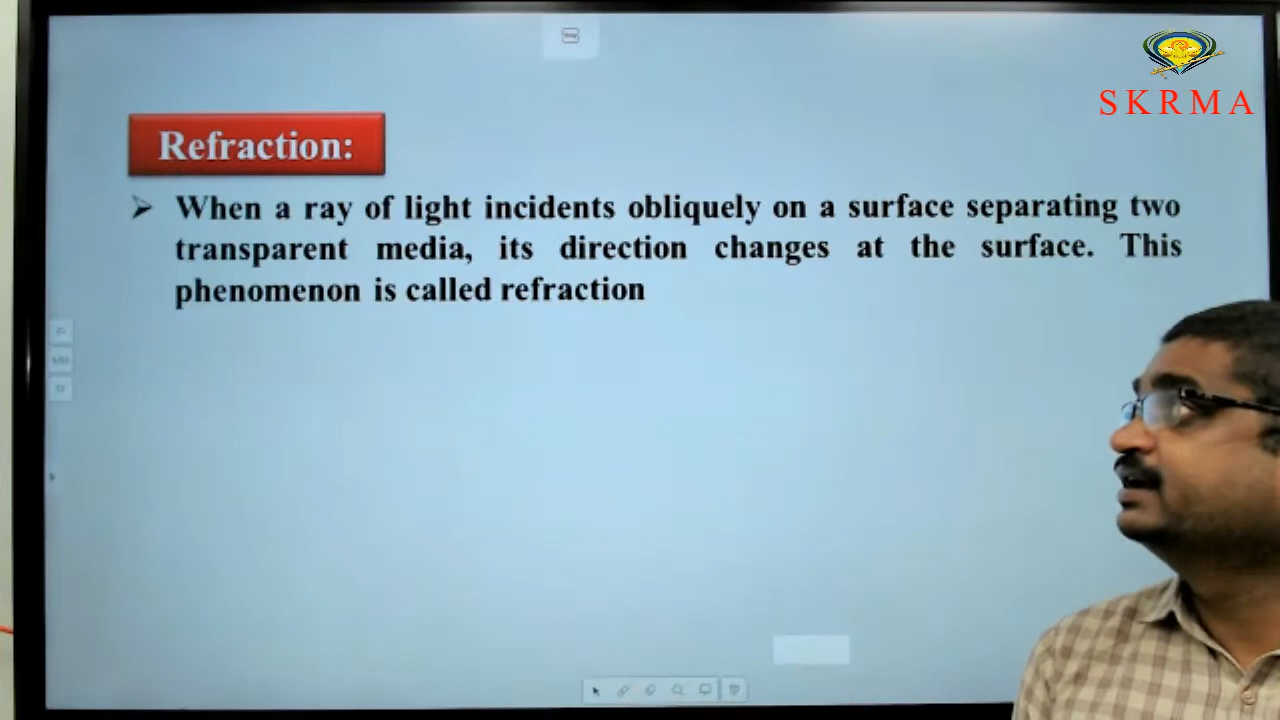 SKRMA
Refraction:
➢ When a ray of light incidents obliquely on a surface separating two
transparent media, its direction changes at the surface. This
phenomenon is called refraction